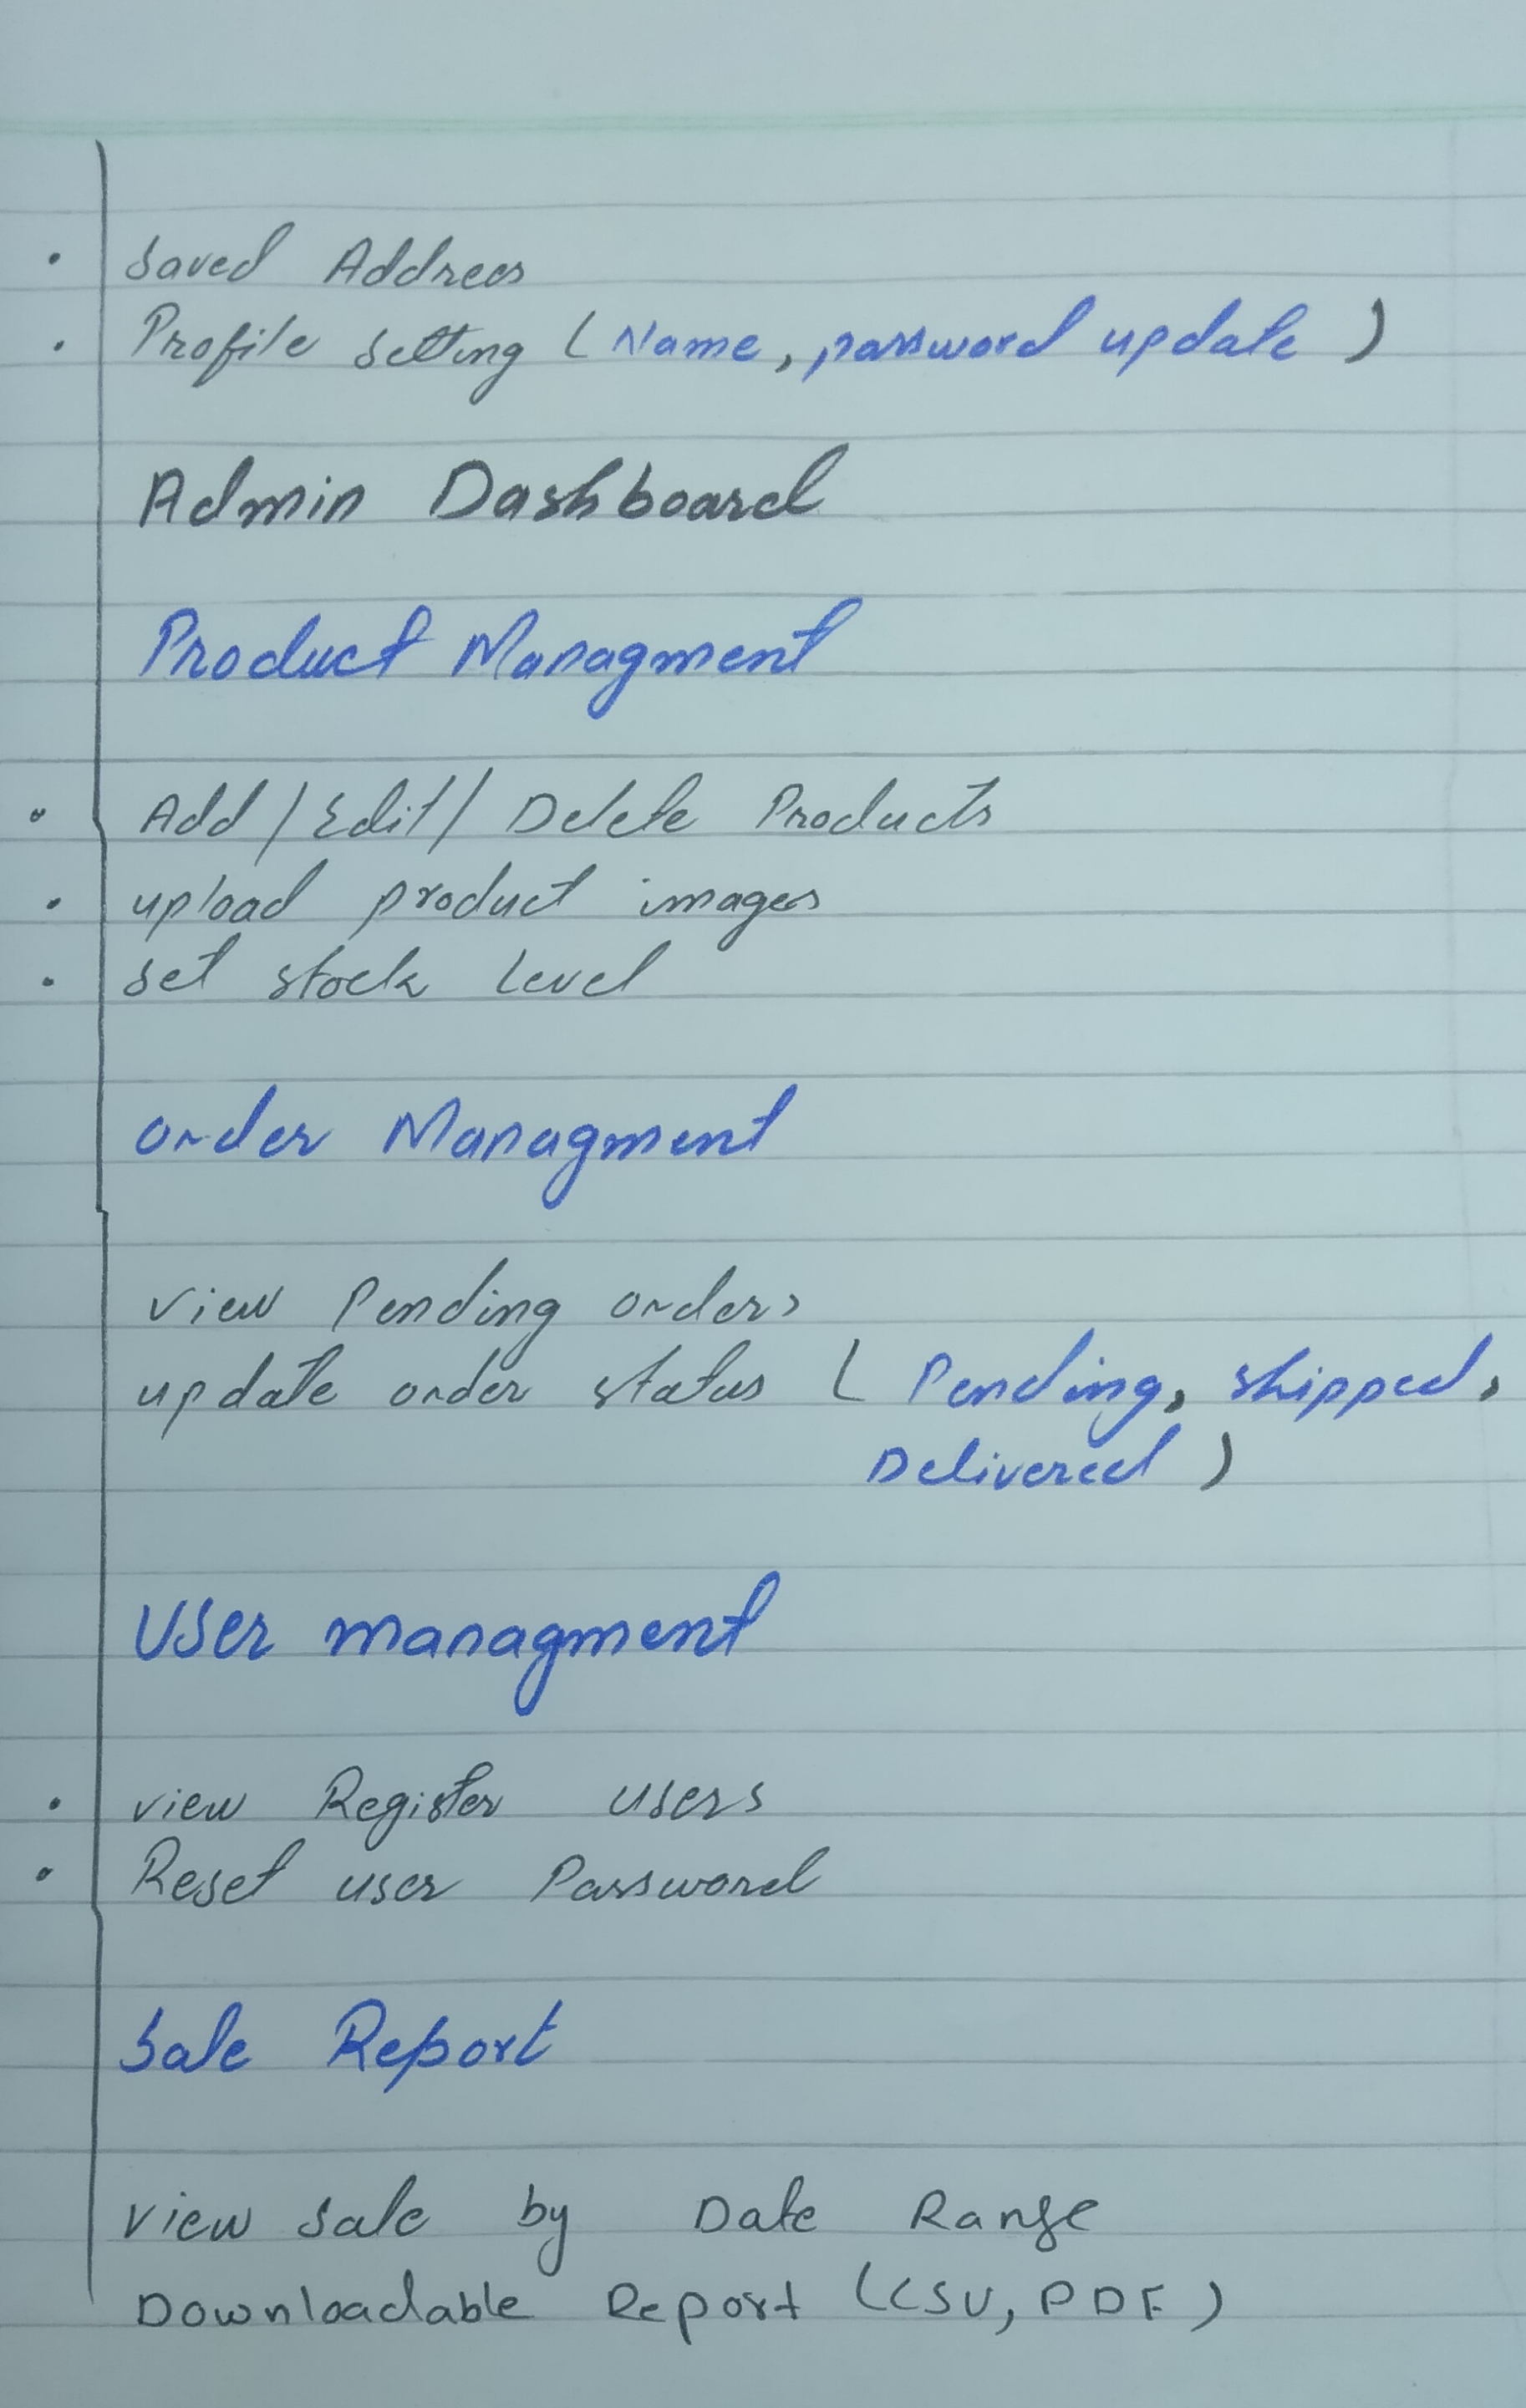 • Saved Address
• Profile Setting (Name, password update)
Admin Dashboard
Product Managment
• Add / Edit / Delete Products
• upload product images
• set stock Level
order Managment
view Pending orders
update order status (Pending, shipped,
Delivered)
User managment
• view Register users
• Reset user Password
Sale Report
view sale by Date Range
Downloadable Report (CSV, PDF)